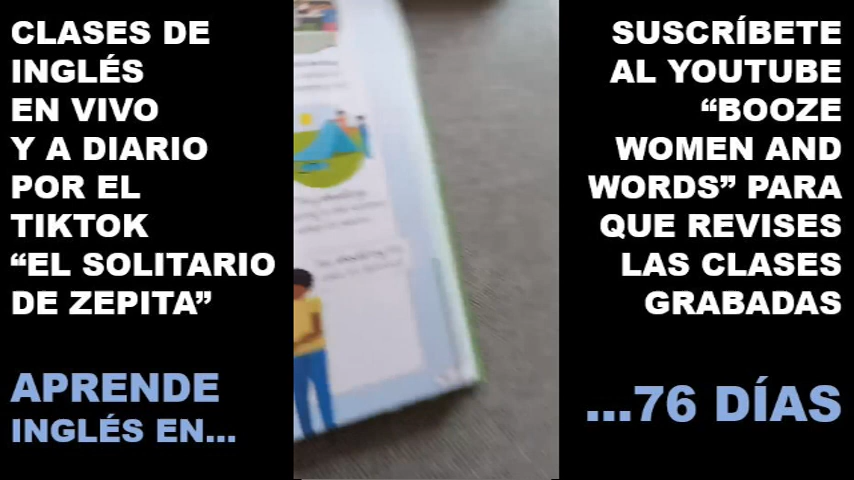 CLASES DE
INGLÉS
EN VIVO
Y A DIARIO
POR EL
TIKTOK
“EL SOLITARIO
DE ZEPITA”
APRENDE
INGLÉS EN...
SUSCRÍBETE
AL YOUTUBE
“BOOZE
WOMEN AND
WORDS” PARA
QUE REVISES
LAS CLASES
GRABADAS
...76 DÍAS